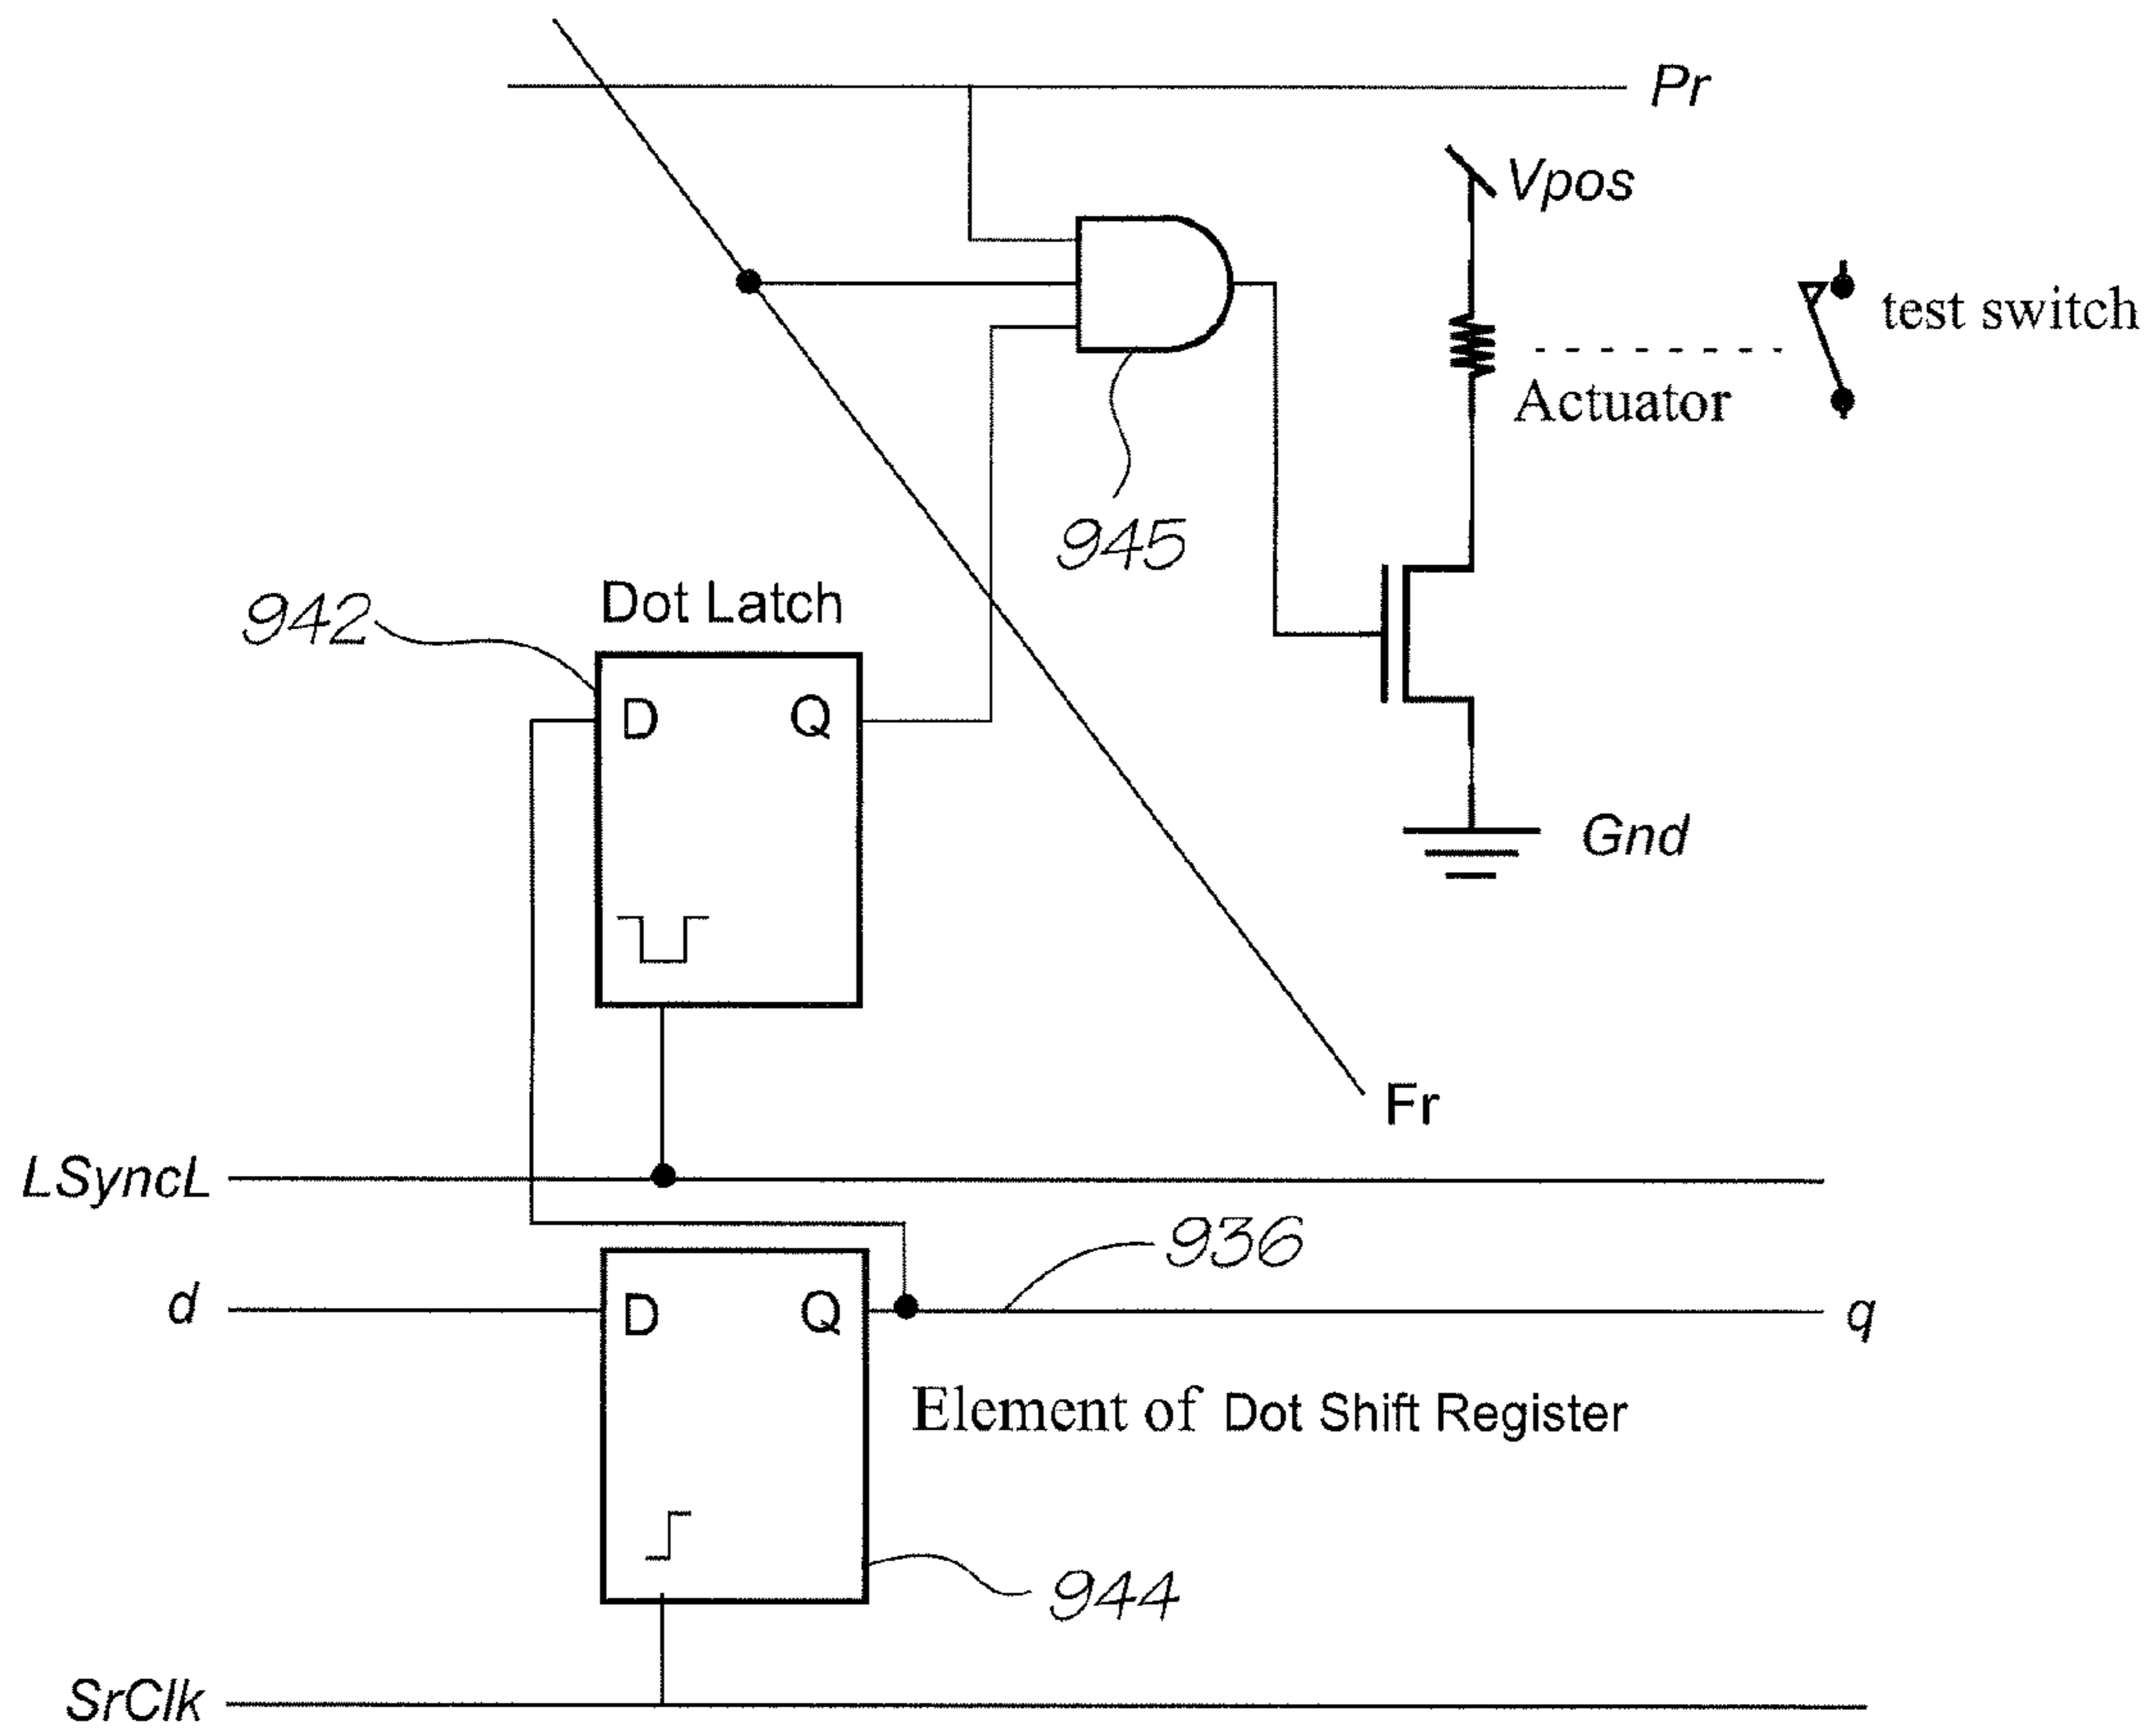 Pr
Vpos
test switch
Actuator
945
942
Dot Latch
D Q
Gnd
Fr
LSyncL
936
d
D Q
q
Element of Dot Shift Register
944
SrClk